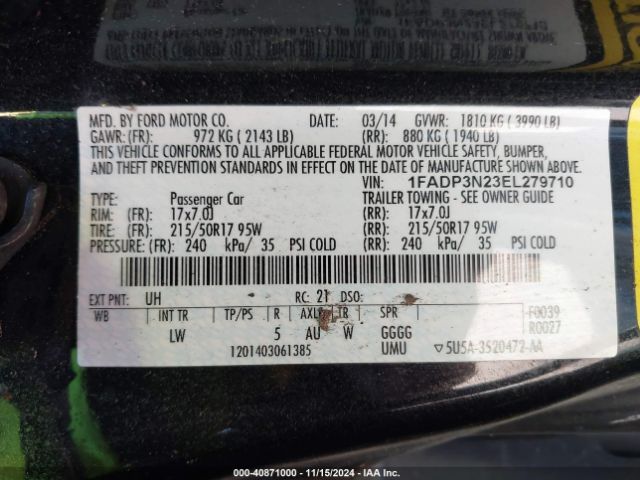 MFD. BY FORD MOTOR CO. DATE: 03/14 GVWR: 1810 KG ( 3990 LB)
GAWR: (FR): 972 KG ( 2143 LB) (RR): 880 KG ( 1940 LB)
THIS VEHICLE CONFORMS TO ALL APPLICABLE FEDERAL MOTOR VEHICLE SAFETY, BUMPER,
AND THEFT PREVENTION STANDARDS IN EFFECT ON THE DATE OF MANUFACTURE SHOWN ABOVE.
VIN: 1FADP3N23EL279710
TYPE: Passenger Car TRAILER TOWING - SEE OWNER GUIDE
RIM: (FR): 17x7.0J (RR): 17x7.0J
TIRE: (FR): 215/50R17 95W (RR): 215/50R17 95W
PRESSURE: (FR): 240 kPa/ 35 PSI COLD (RR): 240 kPa/ 35 PSI COLD
EXT PNT: UH RC: 21 DSO:
WB INT TR TP/PS R AXLE TR SPR F0039
LW 5 AU W GGGG R0027
1201403061385 UMU ▽5U5A-3520472-AA
000-40871000 - 11/15/2024 - IAA Inc.